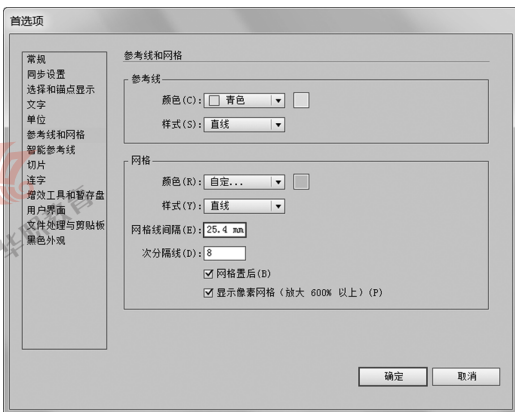 首选项
常规
同步设置
选择和锚点显示
文字
单位
参考线和网格
智能参考线
切片
连字
增效工具和暂存盘
用户界面
文件处理与剪贴板
黑色外观
参考线和网格
参考线
颜色(C): 青色
样式(S): 直线
网格
颜色(R): 自定...
样式(Y): 直线
网格线间隔(E): 25.4 mm
次分隔线(D): 8
网格置后(B)
显示像素网格（放大 600% 以上）(P)
确定
取消
华职教育